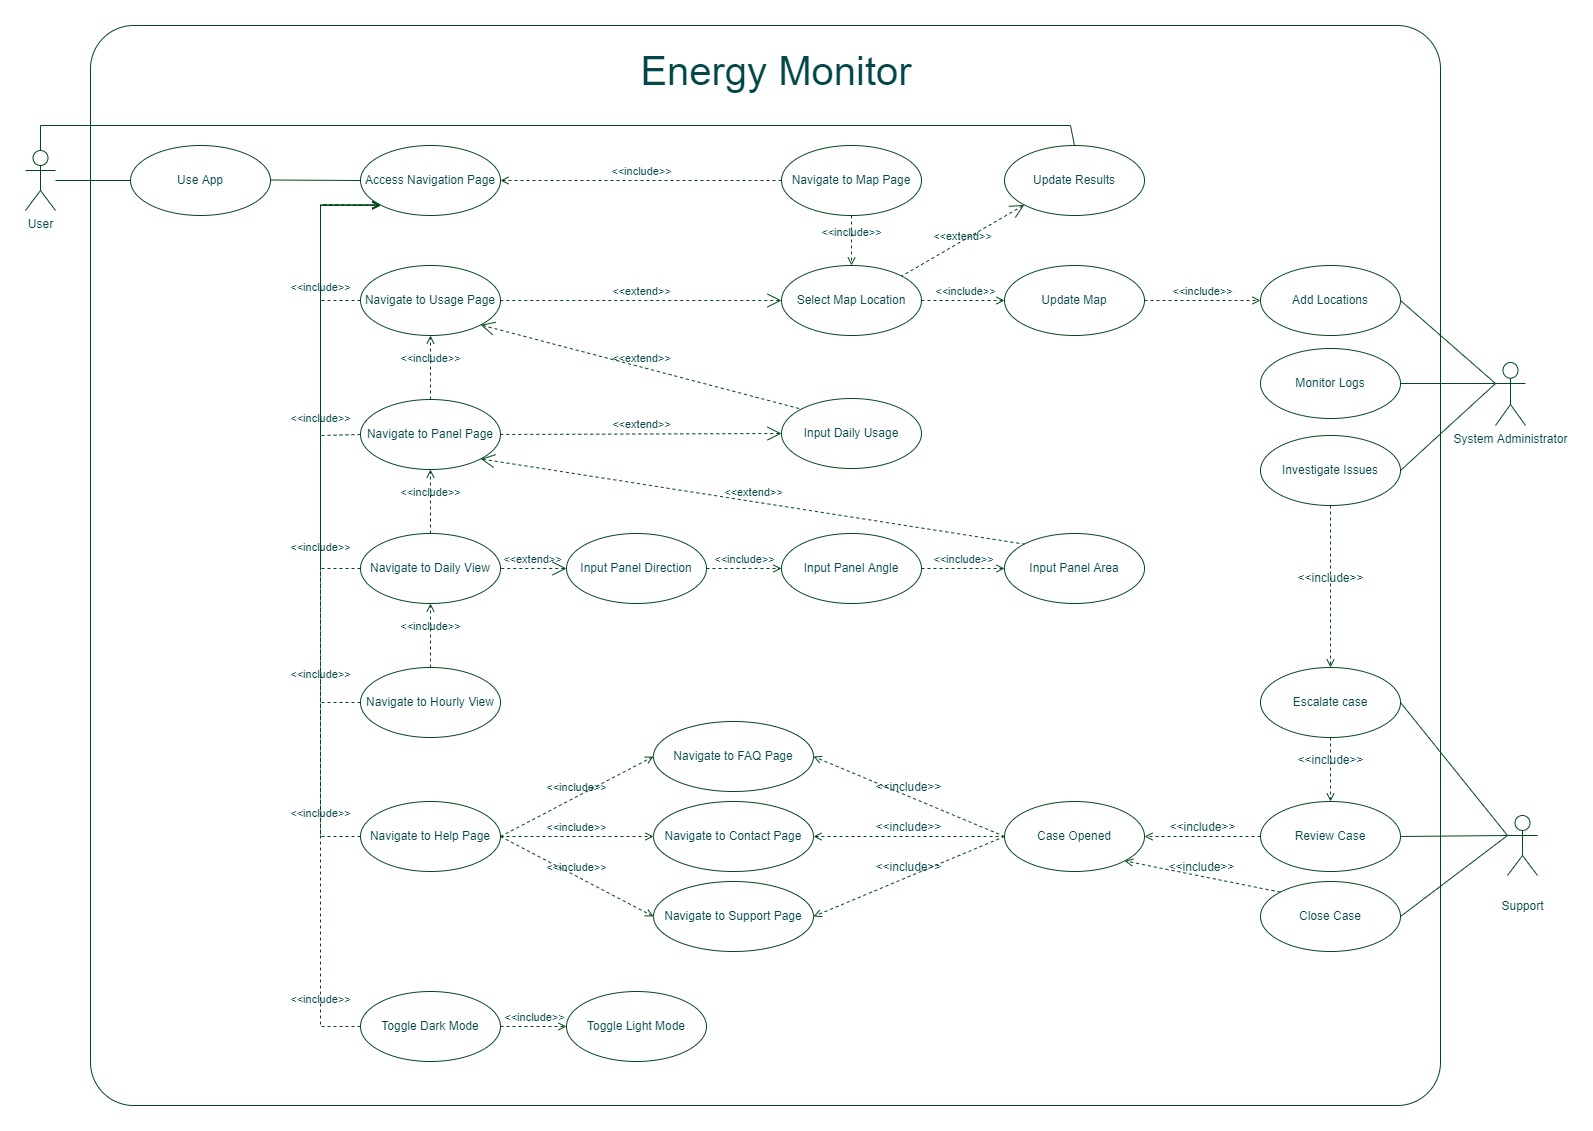 Energy Monitor
User
Use App
Access Navigation Page
<<include>>
Navigate to Map Page
Update Results
<<include>>
<<extend>>
<<include>>
Navigate to Usage Page
<<extend>>
Select Map Location
<<include>>
Update Map
<<include>>
Add Locations
<<include>>
<<extend>>
Monitor Logs
System Administrator
<<include>>
Navigate to Panel Page
<<extend>>
Input Daily Usage
Investigate Issues
<<include>>
<<extend>>
<<include>>
Navigate to Daily View
<<extend>>
Input Panel Direction
<<include>>
Input Panel Angle
<<include>>
Input Panel Area
<<include>>
<<include>>
<<include>>
Navigate to Hourly View
Escalate case
Navigate to FAQ Page
<<include>>
<<include>>
<<include>>
<<include>>
Navigate to Help Page
<<include>>
Navigate to Contact Page
<<include>>
Case Opened
<<include>>
Review Case
<<include>>
<<include>>
<<include>>
Navigate to Support Page
Close Case
Support
<<include>>
Toggle Dark Mode
<<include>>
Toggle Light Mode